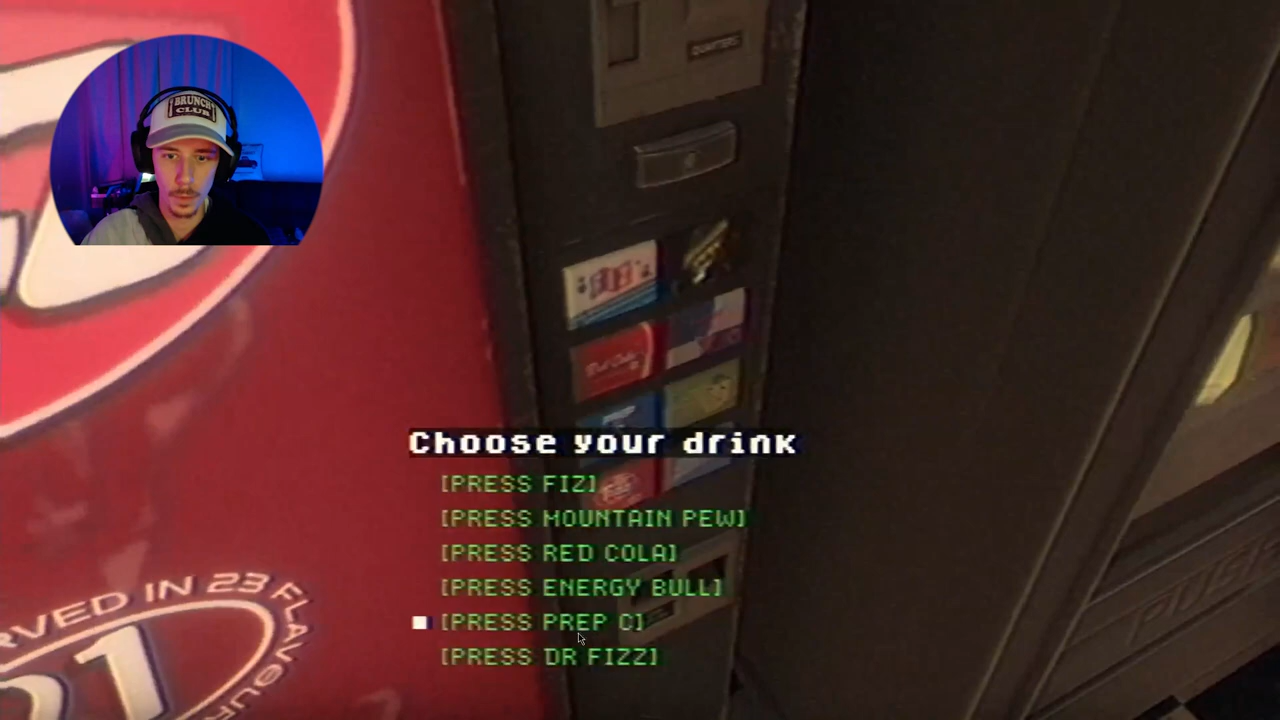 BRUNCH
CLUB
QUARTERS
Choose your drink
[PRESS FIZ]
[PRESS MOUNTAIN PEW]
[PRESS RED COLA]
[PRESS ENERGY BULL]
[PRESS PREP C]
[PRESS DR FIZZ]
RVED IN 23 FLAVOU